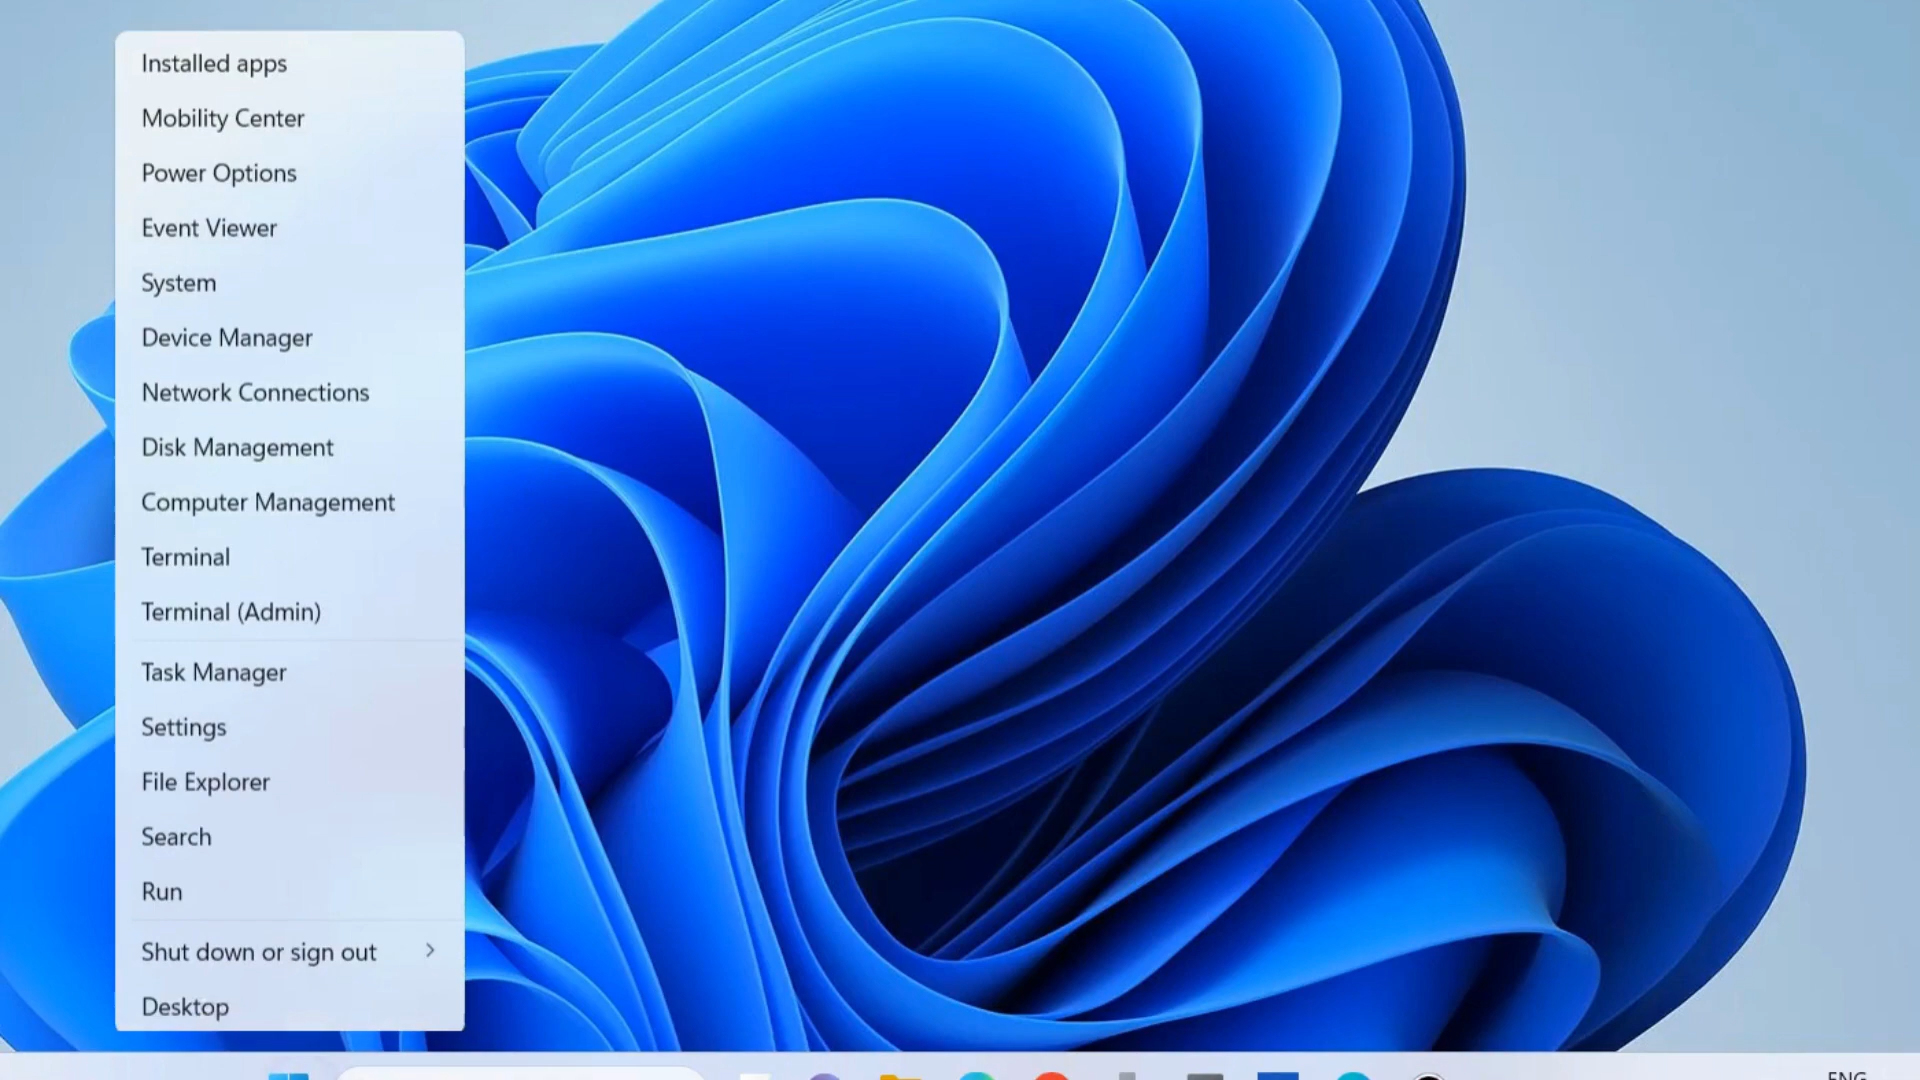 Installed apps
Mobility Center
Power Options
Event Viewer
System
Device Manager
Network Connections
Disk Management
Computer Management
Terminal
Terminal (Admin)
Task Manager
Settings
File Explorer
Search
Run
Shut down or sign out
Desktop
ENG